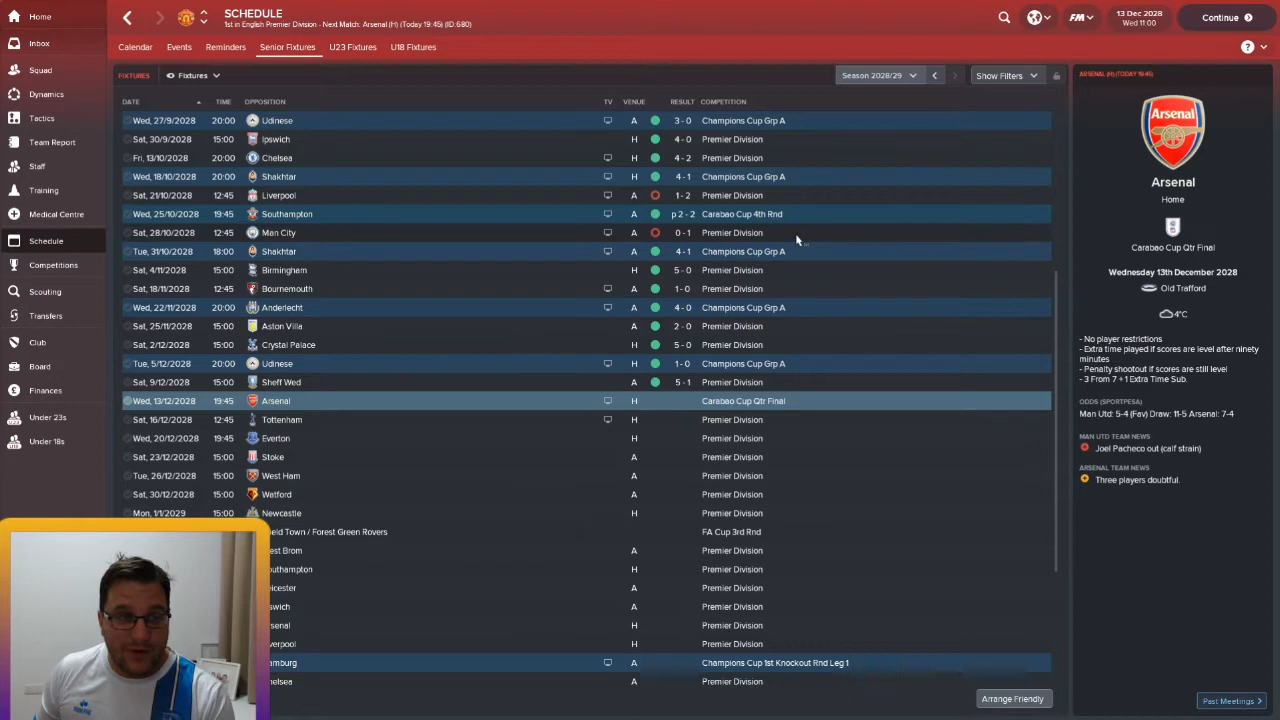 Home
SCHEDULE
1st in English Premier Division - Next Match: Arsenal (H) (Today 19:45) (ID:680)
FM
13 Dec 2028
Wed 11:00
Continue
Inbox
Calendar Events Reminders Senior Fixtures U23 Fixtures U18 Fixtures
?
Squad
Dynamics
Tactics
Team Report
Staff
Training
Medical Centre
Schedule
Competitions
Scouting
Transfers
Club
Board
Finances
Under 23s
Under 18s
FIXTURES Fixtures Season 2028/29 Show Filters
DATE TIME OPPOSITION TV VENUE RESULT COMPETITION
Wed, 27/9/2028 20:00 Udinese A 3 - 0 Champions Cup Grp A
Sat, 30/9/2028 15:00 Ipswich H 4 - 0 Premier Division
Fri, 13/10/2028 20:00 Chelsea H 4 - 2 Premier Division
Wed, 18/10/2028 20:00 Shakhtar H 4 - 1 Champions Cup Grp A
Sat, 21/10/2028 12:45 Liverpool A 1 - 2 Premier Division
Wed, 25/10/2028 19:45 Southampton A p 2 - 2 Carabao Cup 4th Rnd
Sat, 28/10/2028 12:45 Man City A 0 - 1 Premier Division
Tue, 31/10/2028 18:00 Shakhtar A 4 - 1 Champions Cup Grp A
Sat, 4/11/2028 15:00 Birmingham H 5 - 0 Premier Division
Sat, 18/11/2028 12:45 Bournemouth A 1 - 0 Premier Division
Wed, 22/11/2028 20:00 Anderlecht H 4 - 0 Champions Cup Grp A
Sat, 25/11/2028 15:00 Aston Villa A 2 - 0 Premier Division
Sat, 2/12/2028 15:00 Crystal Palace H 5 - 0 Premier Division
Tue, 5/12/2028 20:00 Udinese H 1 - 0 Champions Cup Grp A
Sat, 9/12/2028 15:00 Sheff Wed A 5 - 1 Premier Division
Wed, 13/12/2028 19:45 Arsenal H Carabao Cup Qtr Final
Sat, 16/12/2028 12:45 Tottenham H Premier Division
Wed, 20/12/2028 19:45 Everton H Premier Division
Sat, 23/12/2028 15:00 Stoke A Premier Division
Tue, 26/12/2028 15:00 West Ham A Premier Division
Sat, 30/12/2028 15:00 Watford A Premier Division
Mon, 1/1/2029 15:00 Newcastle H Premier Division
field Town / Forest Green Rovers FA Cup 3rd Rnd
est Brom A Premier Division
outhampton H Premier Division
eicester A Premier Division
swich A Premier Division
rsenal H Premier Division
verpool H Premier Division
amburg A Champions Cup 1st Knockout Rnd Leg 1
helsea A Premier Division
Arrange Friendly
ARSENAL (H) (TODAY 19:45)
Arsenal
Arsenal
Home
Carabao Cup Qtr Final
Wednesday 13th December 2028
Old Trafford
4°C
- No player restrictions
- Extra time played if scores are level after ninety
minutes
- Penalty shootout if scores are still level
- 3 From 7 + 1 Extra Time Sub.
ODDS (SPORTPESA)
Man Utd: 5-4 (Fav) Draw: 11-5 Arsenal: 7-4
MAN UTD TEAM NEWS
Joel Pacheco out (calf strain)
ARSENAL TEAM NEWS
Three players doubtful.
Past Meetings